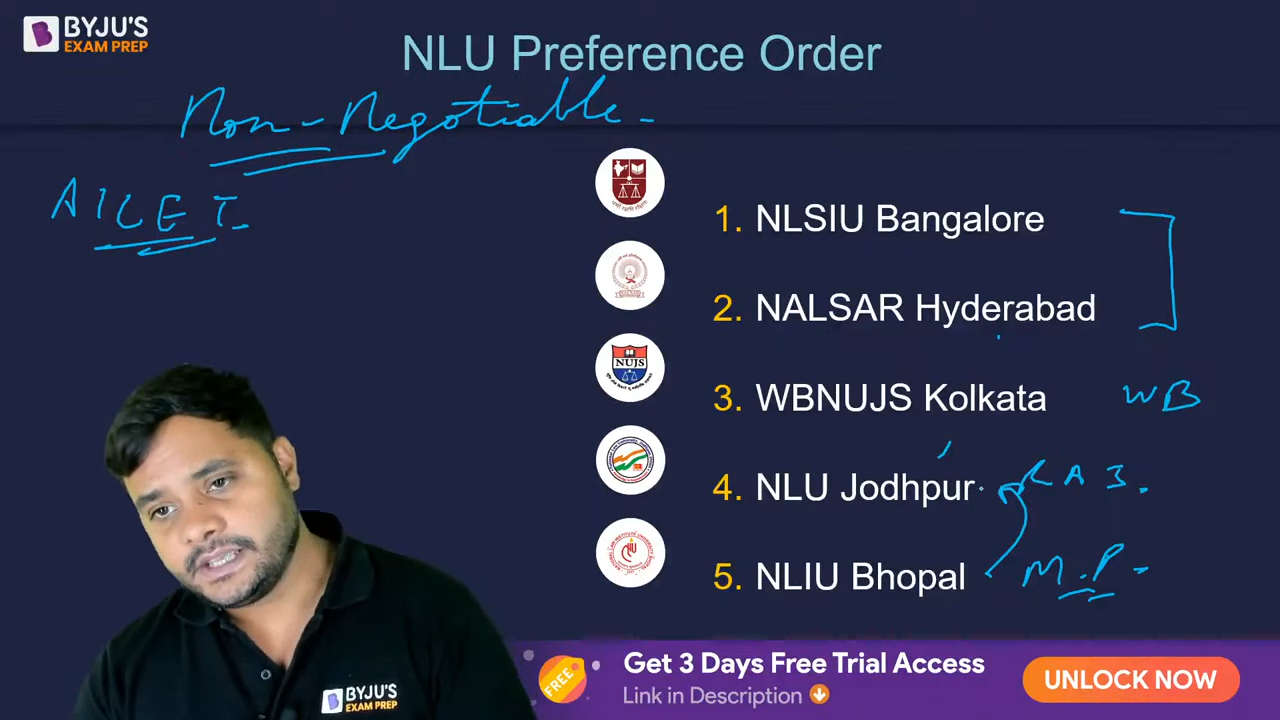 BYJU'S
EXAM PREP
NLU Preference Order
Non-Negotiable
AILET
1. NLSIU Bangalore
2. NALSAR Hyderabad
NUJS
3. WBNUJS Kolkata
WB
4. NLU Jodhpur
RAJ.
5. NLIU Bhopal
M.P-
BYJU'S
EXAM PREP
FREE
Get 3 Days Free Trial Access
Link in Description
UNLOCK NOW